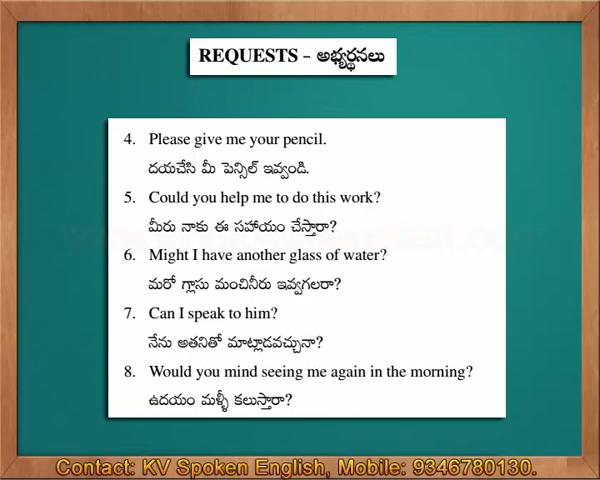 REQUESTS – అభ్యర్థనలు
4. Please give me your pencil.
దయచేసి మీ పెన్సిల్ ఇవ్వండి.
5. Could you help me to do this work?
మీరు నాకు ఈ సహాయం చేస్తారా?
6. Might I have another glass of water?
మరో గ్లాసు మంచినీరు ఇవ్వగలరా?
7. Can I speak to him?
నేను అతనితో మాట్లాడవచ్చునా?
8. Would you mind seeing me again in the morning?
ఉదయం మళ్ళీ కలుస్తారా?
Contact: KV Spoken English, Mobile: 9346780130.